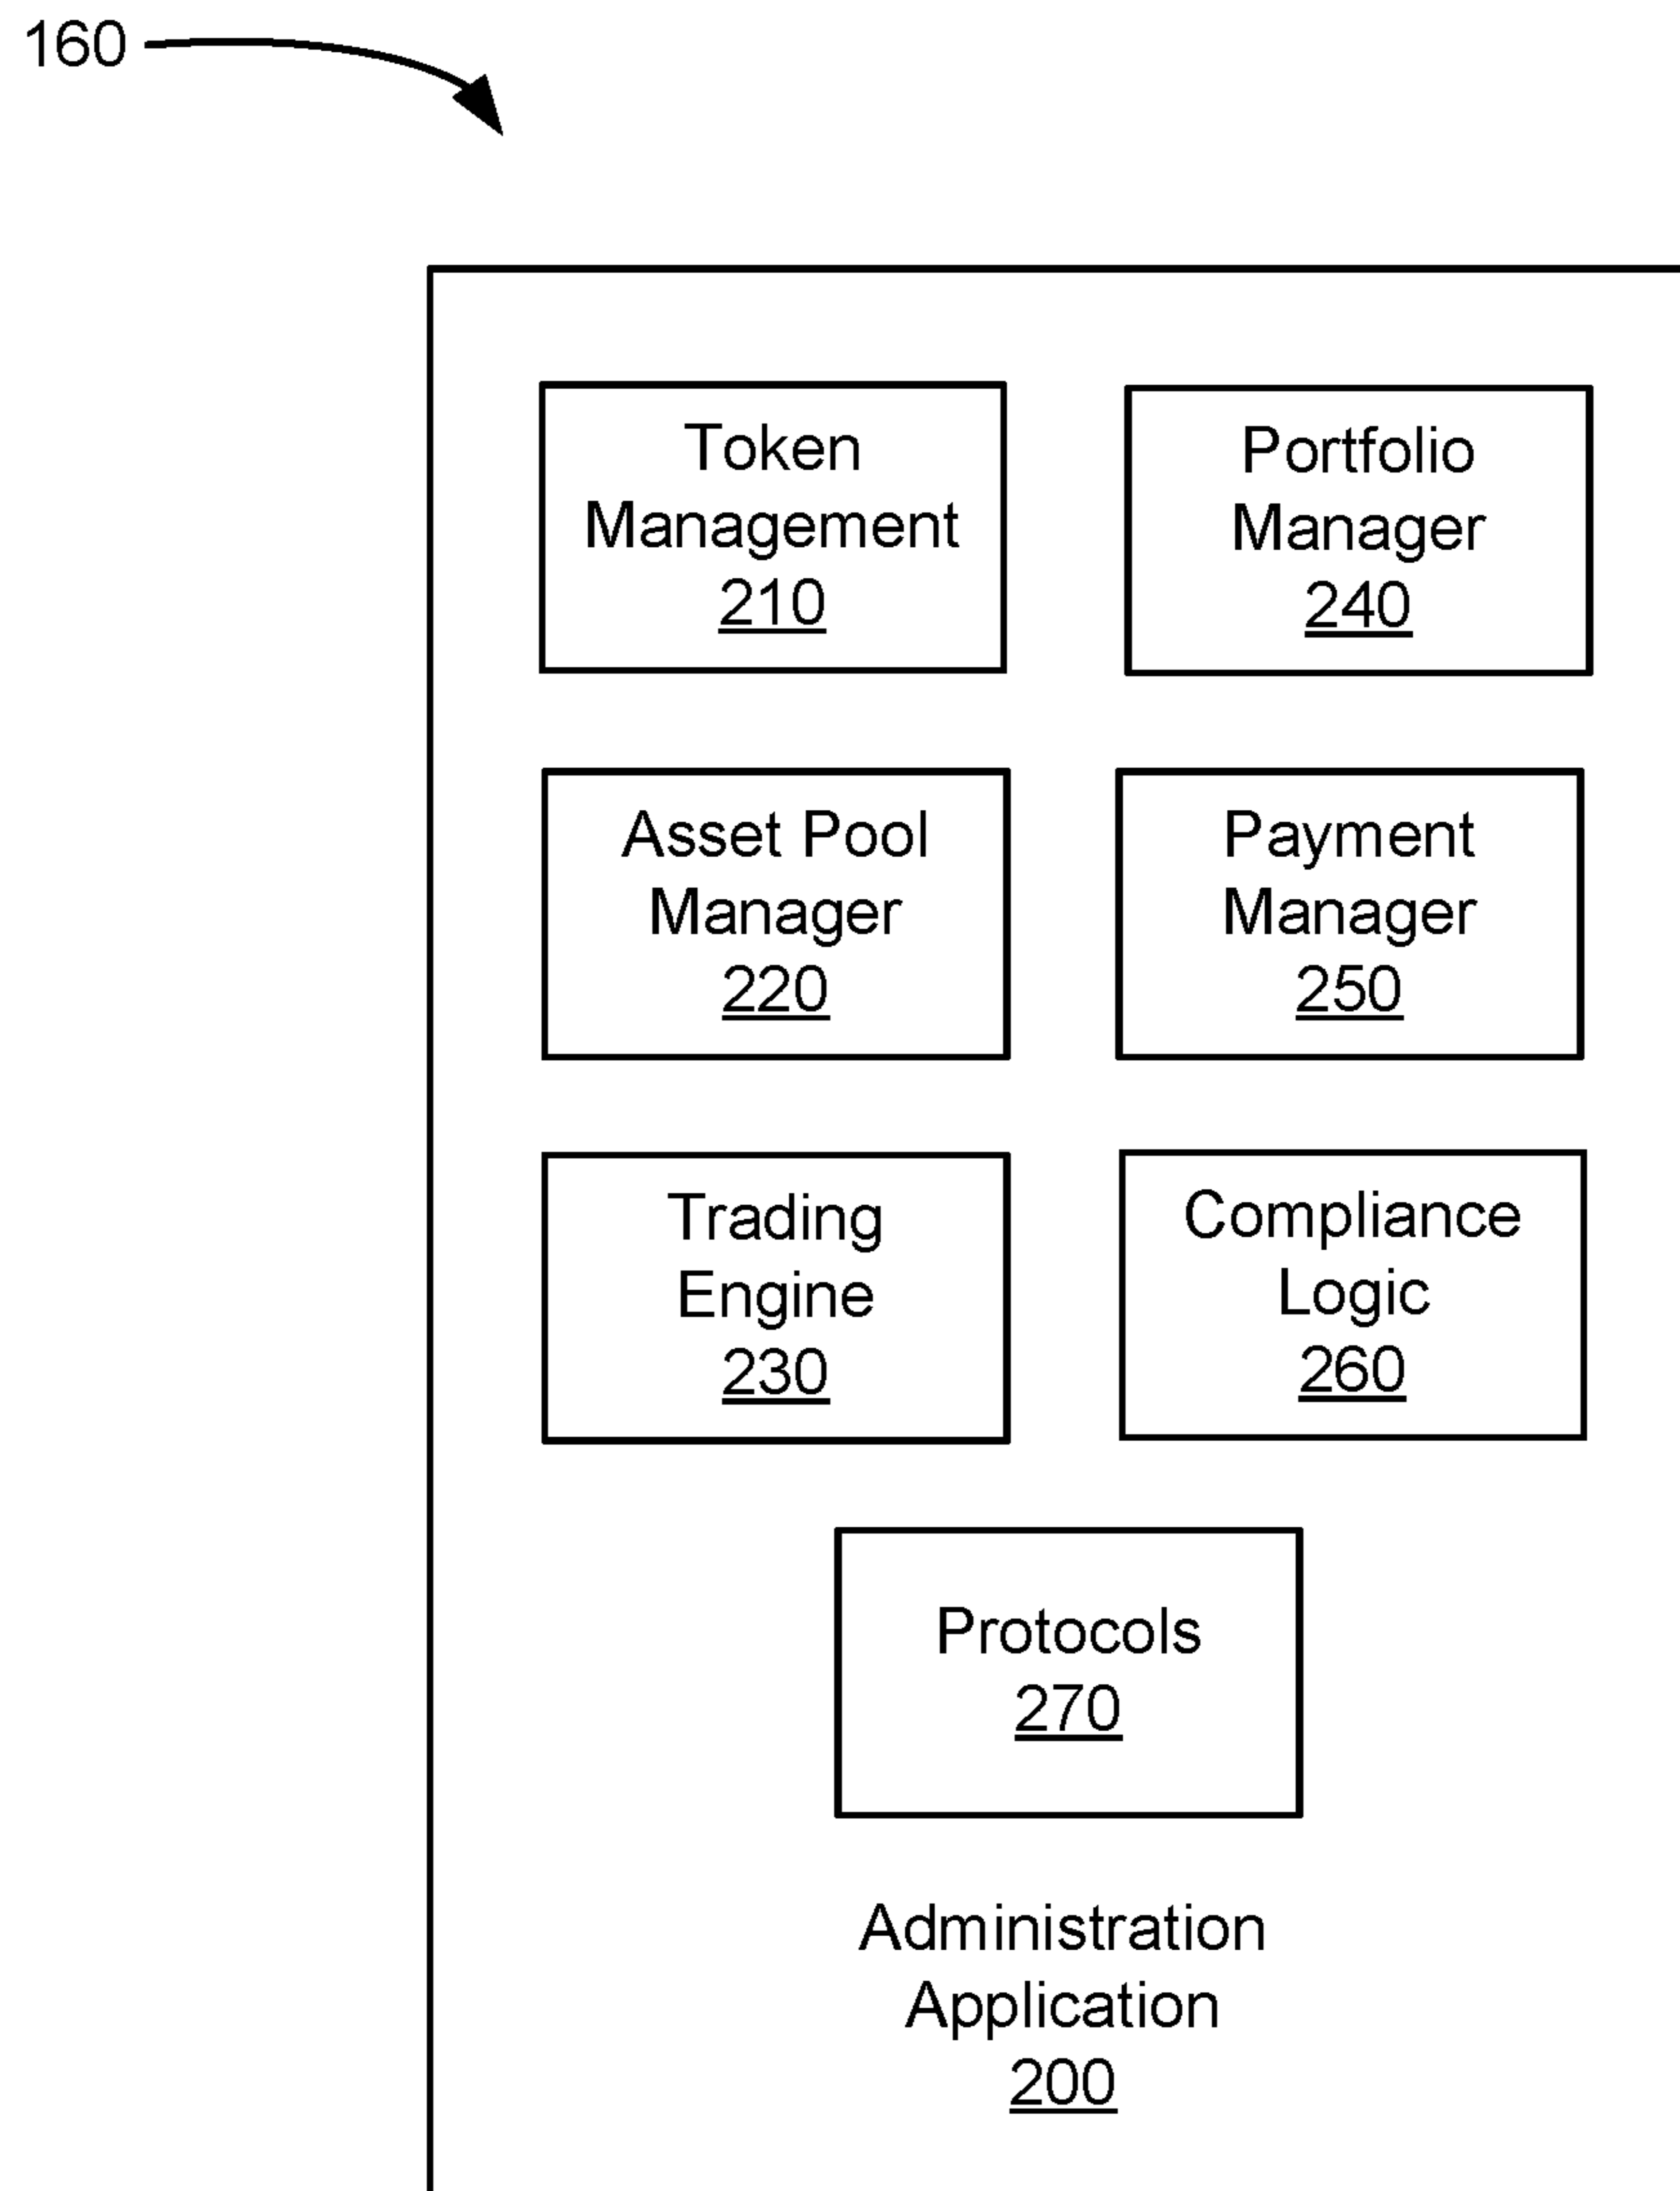 160
Token
Management
210
Portfolio
Manager
240
Asset Pool
Manager
220
Payment
Manager
250
Trading
Engine
230
Compliance
Logic
260
Protocols
270
Administration
Application
200